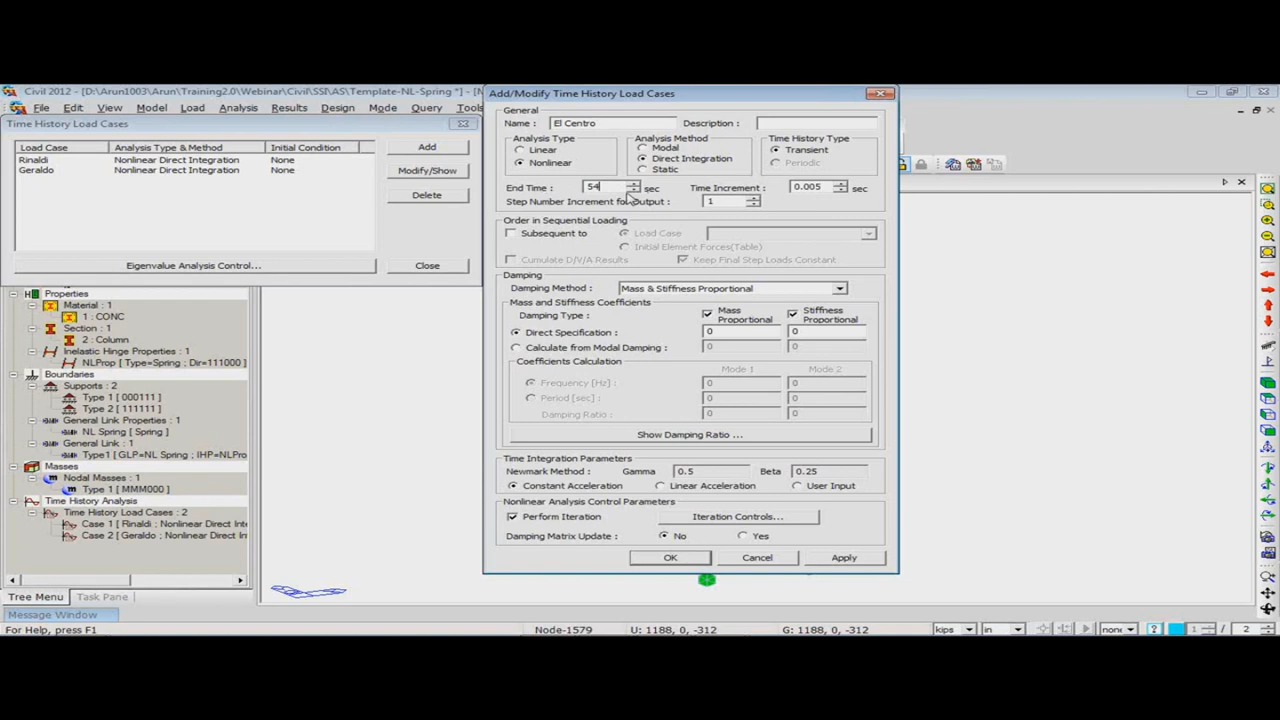 Civil 2012 - [D:\Arun1003\Arun\Training2.0\Webinar\Civil\SSI\AS\Template-NL-Spring *] - [
File Edit View Model Load Analysis Results Design Mode Query Tools
Time History Load Cases
Load Case Analysis Type & Method Initial Condition
Rinaldi Nonlinear Direct Integration None
Geraldo Nonlinear Direct Integration None
Add
Modify/Show
Delete
Eigenvalue Analysis Control...
Close
Properties
Material : 1
1 : CONC
Section : 1
2 : Column
Inelastic Hinge Properties : 1
NLProp [ Type=Spring ; Dir=111000 ]
Boundaries
Supports : 2
Type 1 [ 000111 ]
Type 2 [ 111111 ]
General Link Properties : 1
NL Spring [ Spring ]
General Link : 1
Type1 [ GLP=NL Spring ; IHP=NLPro
Masses
Nodal Masses : 1
Type 1 [ MMM000 ]
Time History Analysis
Time History Load Cases : 2
Case 1 [ Rinaldi ; Nonlinear Direct Inte
Case 2 [ Geraldo ; Nonlinear Direct Int
Tree Menu Task Pane
Message Window
For Help, press F1
Add/Modify Time History Load Cases
General
Name : El Centro Description :
Analysis Type
Linear
Nonlinear
Analysis Method
Modal
Direct Integration
Static
Time History Type
Transient
Periodic
End Time : 54 sec Time Increment : 0.005 sec
Step Number Increment for Output : 1
Order in Sequential Loading
Subsequent to Load Case
Initial Element Forces(Table)
Cumulate D/V/A Results Keep Final Step Loads Constant
Damping
Damping Method : Mass & Stiffness Proportional
Mass and Stiffness Coefficients
Damping Type : Mass Proportional Stiffness Proportional
Direct Specification : 0 0
Calculate from Modal Damping : 0 0
Coefficients Calculation
Mode 1 Mode 2
Frequency [Hz] : 0 0
Period [sec] : 0 0
Damping Ratio : 0 0
Show Damping Ratio ...
Time Integration Parameters
Newmark Method : Gamma 0.5 Beta 0.25
Constant Acceleration Linear Acceleration User Input
Nonlinear Analysis Control Parameters
Perform Iteration Iteration Controls...
Damping Matrix Update : No Yes
OK Cancel Apply
Node-1579 U: 1188, 0, -312 G: 1188, 0, -312 kips in none ? 1 / 2